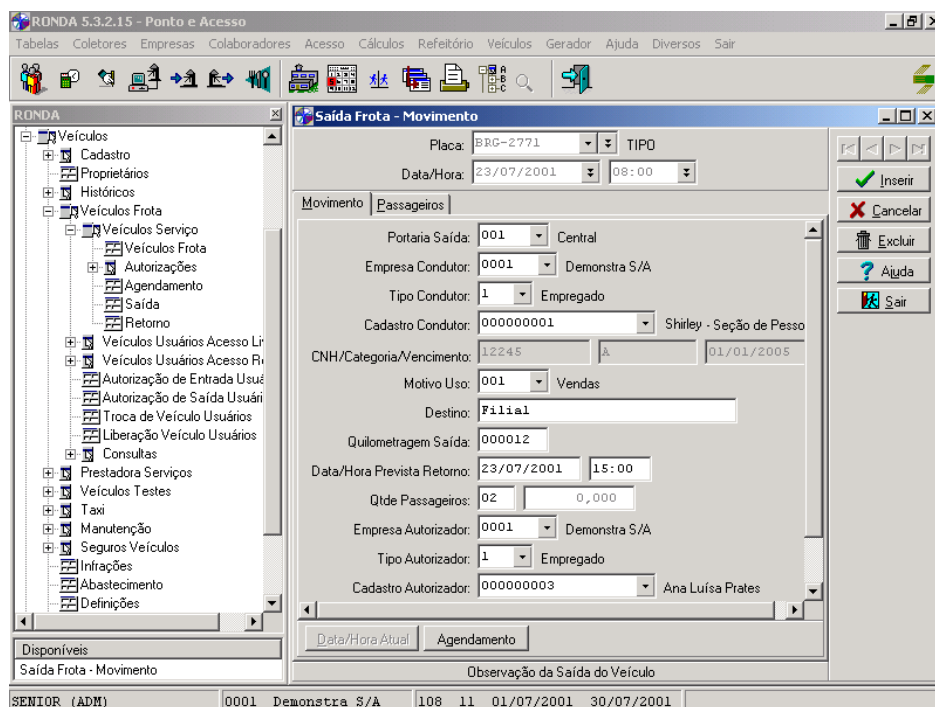 RONDA 5.3.2.15 - Ponto e Acesso
Tabelas Coletores Empresas Colaboradores Acesso Cálculos Refeitório Veículos Gerador Ajuda Diversos Sair
RONDA
Veículos
Cadastro
Proprietários
Históricos
Veículos Frota
Veículos Serviço
Veículos Frota
Autorizações
Agendamento
Saída
Retorno
Veículos Usuários Acesso Li
Veículos Usuários Acesso R
Autorização de Entrada Usuá
Autorização de Saída Usuári
Troca de Veículo Usuários
Liberação Veículo Usuários
Consultas
Prestadora Serviços
Veículos Testes
Taxi
Manutenção
Seguros Veículos
Infrações
Abastecimento
Definições
Disponíveis
Saída Frota - Movimento
Saída Frota - Movimento
Placa: BRG-2771 TIPO
Data/Hora: 23/07/2001 08:00
Movimento Passageiros
Portaria Saída: 001 Central
Empresa Condutor: 0001 Demonstra S/A
Tipo Condutor: 1 Empregado
Cadastro Condutor: 000000001 Shirley - Seção de Pesso
CNH/Categoria/Vencimento: 12245 A 01/01/2005
Motivo Uso: 001 Vendas
Destino: Filial
Quilometragem Saída: 000012
Data/Hora Prevista Retorno: 23/07/2001 15:00
Qtde Passageiros: 02 0,000
Empresa Autorizador: 0001 Demonstra S/A
Tipo Autorizador: 1 Empregado
Cadastro Autorizador: 000000003 Ana Luísa Prates
Data/Hora Atual Agendamento
Observação da Saída do Veículo
Inserir
Cancelar
Excluir
Ajuda
Sair
SENIOR (ADM) 0001 Demonstra S/A 108 11 01/07/2001 30/07/2001